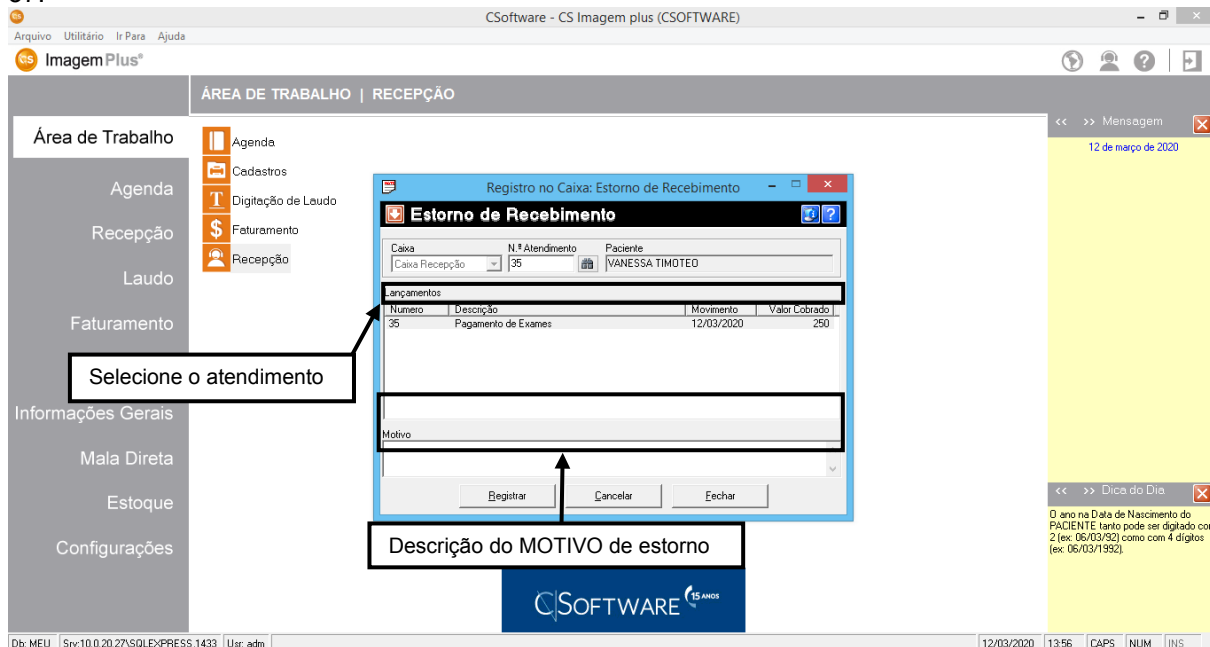 CSoftware - CS Imagem plus (CSOFTWARE)
Arquivo Utilitário Ir Para Ajuda
CS Imagem Plus®
ÁREA DE TRABALHO | RECEPÇÃO
Área de Trabalho
Agenda
Recepção
Laudo
Faturamento
Informações Gerais
Mala Direta
Estoque
Configurações
Agenda
Cadastros
Digitação de Laudo
Faturamento
Recepção
Registro no Caixa: Estorno de Recebimento
Estorno de Recebimento
Caixa N.º Atendimento Paciente
Caixa Recepção 35 VANESSA TIMOTEO
Lançamentos
Numero Descrição Movimento Valor Cobrado
35 Pagamento de Exames 12/03/2020 250
Selecione o atendimento
Motivo
Registrar Cancelar Fechar
Descrição do MOTIVO de estorno
CSOFTWARE 15 ANOS
<< >> Mensagem
12 de março de 2020
<< >> Dica do Dia
O ano na Data de Nascimento do
PACIENTE tanto pode ser digitado co
2 (ex: 06/03/92) como com 4 dígitos
(ex: 06/03/1992).
Db: MEU Srv:10.0.20.27\SQLEXPRESS,1433 Usr: adm 12/03/2020 13:56 CAPS NUM INS